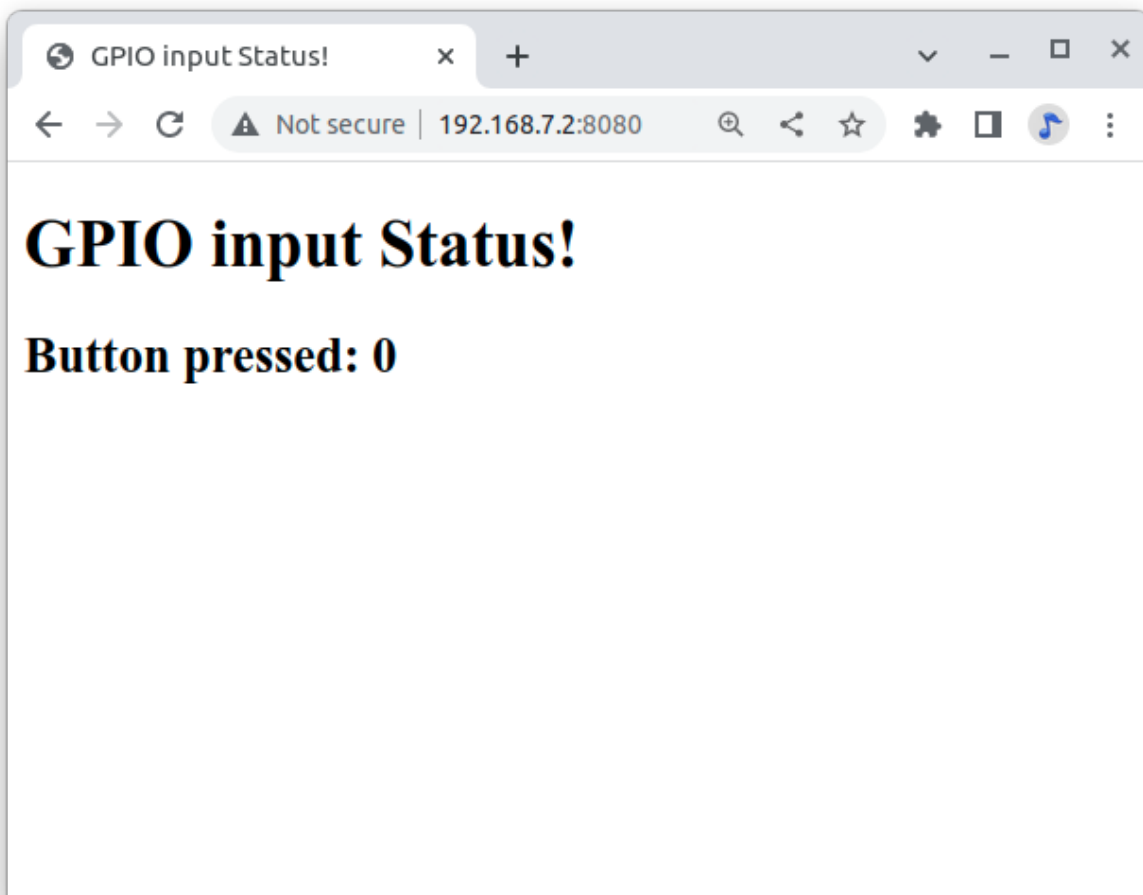 GPIO input Status!
Not secure 192.168.7.2:8080
GPIO input Status!
Button pressed: 0